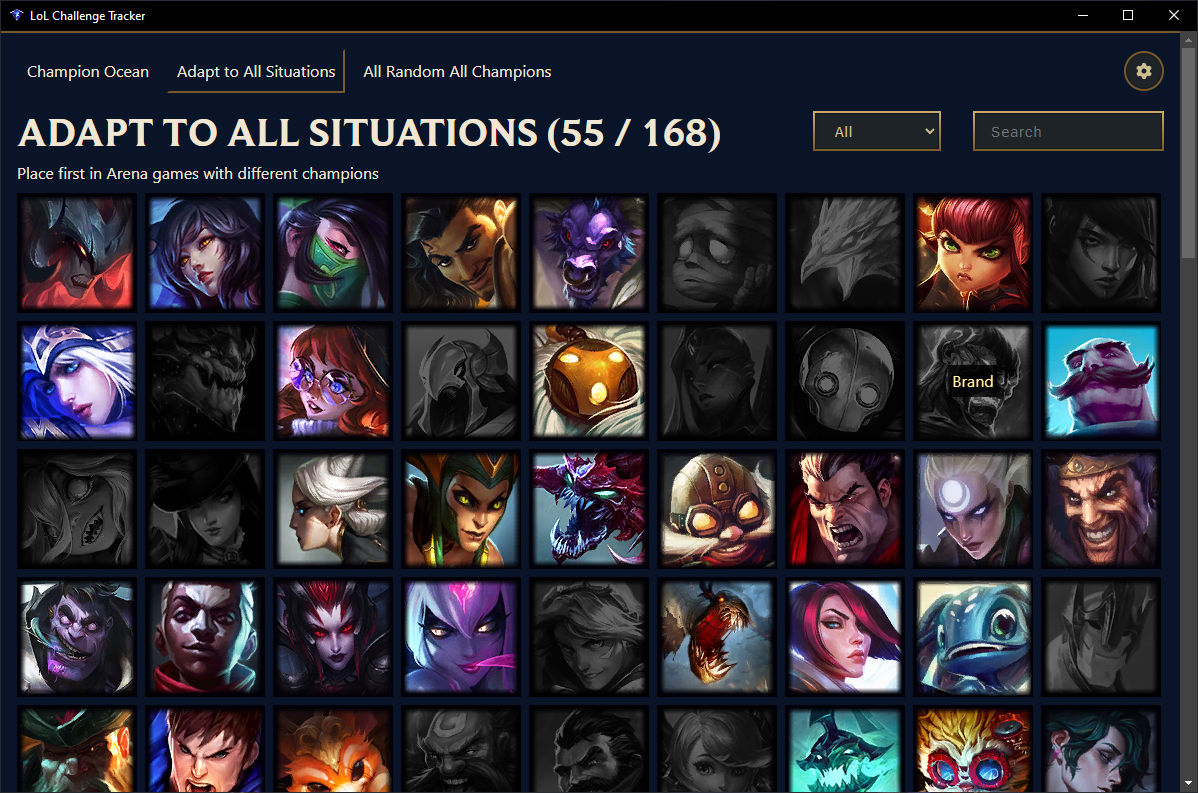 LoL Challenge Tracker
Champion Ocean
Adapt to All Situations
All Random All Champions
ADAPT TO ALL SITUATIONS (55 / 168)
All
Search
Place first in Arena games with different champions
Brand